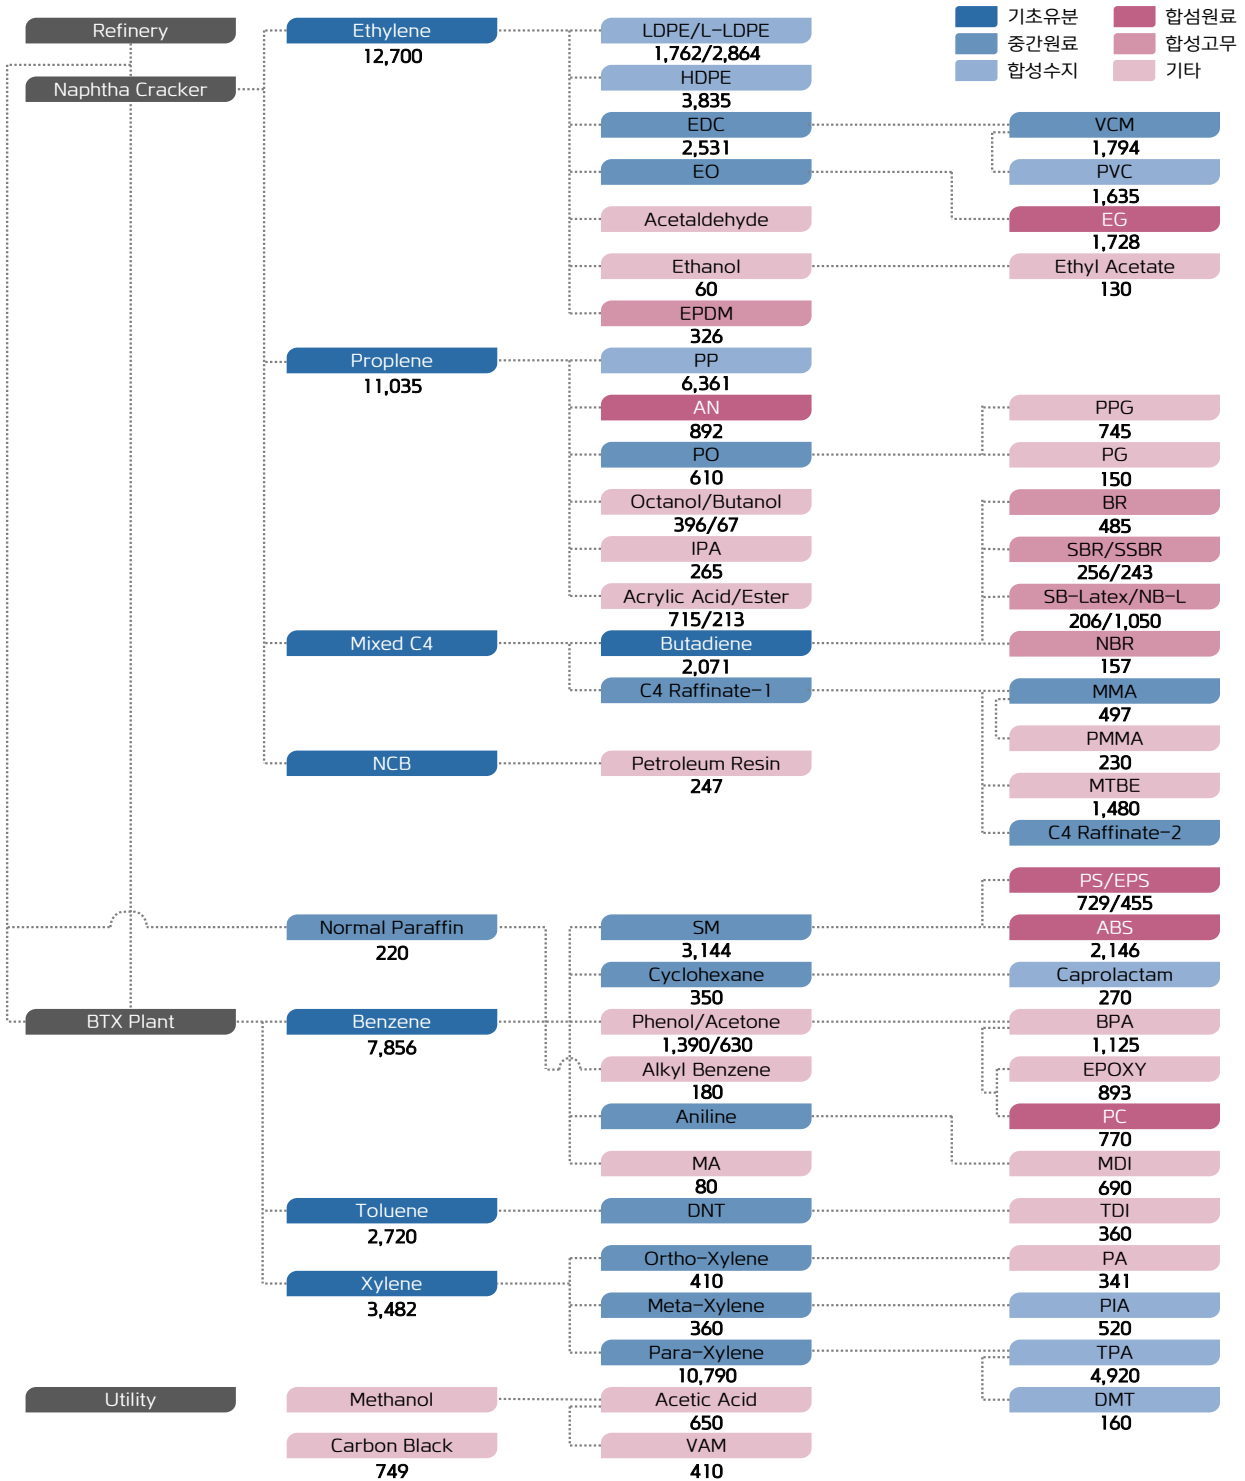 기초유분
합섬원료
중간원료
합성고무
합성수지
기타
Refinery
Naphtha Cracker
Ethylene
12,700
LDPE/L-LDPE
1,762/2,864
HDPE
3,835
EDC
2,531
VCM
1,794
EO
PVC
1,635
Acetaldehyde
EG
1,728
Ethanol
60
Ethyl Acetate
130
EPDM
326
Proplene
11,035
PP
6,361
AN
892
PPG
745
PO
610
PG
150
Octanol/Butanol
396/67
BR
485
IPA
265
SBR/SSBR
256/243
Acrylic Acid/Ester
715/213
SB-Latex/NB-L
206/1,050
Mixed C4
Butadiene
2,071
NBR
157
C4 Raffinate-1
MMA
497
PMMA
230
NCB
Petroleum Resin
247
MTBE
1,480
C4 Raffinate-2
PS/EPS
729/455
Normal Paraffin
220
SM
3,144
ABS
2,146
Cyclohexane
350
Caprolactam
270
BTX Plant
Benzene
7,856
Phenol/Acetone
1,390/630
BPA
1,125
Alkyl Benzene
180
EPOXY
893
Aniline
PC
770
MA
80
MDI
690
Toluene
2,720
DNT
TDI
360
Xylene
3,482
Ortho-Xylene
410
PA
341
Meta-Xylene
360
PIA
520
Para-Xylene
10,790
TPA
4,920
Utility
Methanol
Acetic Acid
650
DMT
160
Carbon Black
749
VAM
410